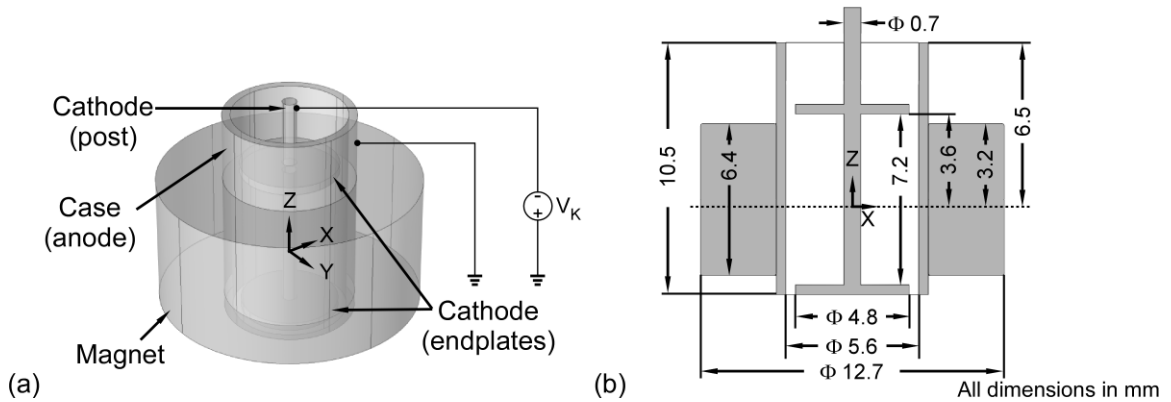 Cathode
(post)
Case
(anode)
Z
X
Y
- 
+
V_K
Cathode
(endplates)
Magnet
(a)
Φ 0.7
10.5
6.4
Z
X
7.2
3.6
3.2
6.5
Φ 4.8
Φ 5.6
Φ 12.7
(b)
All dimensions in mm